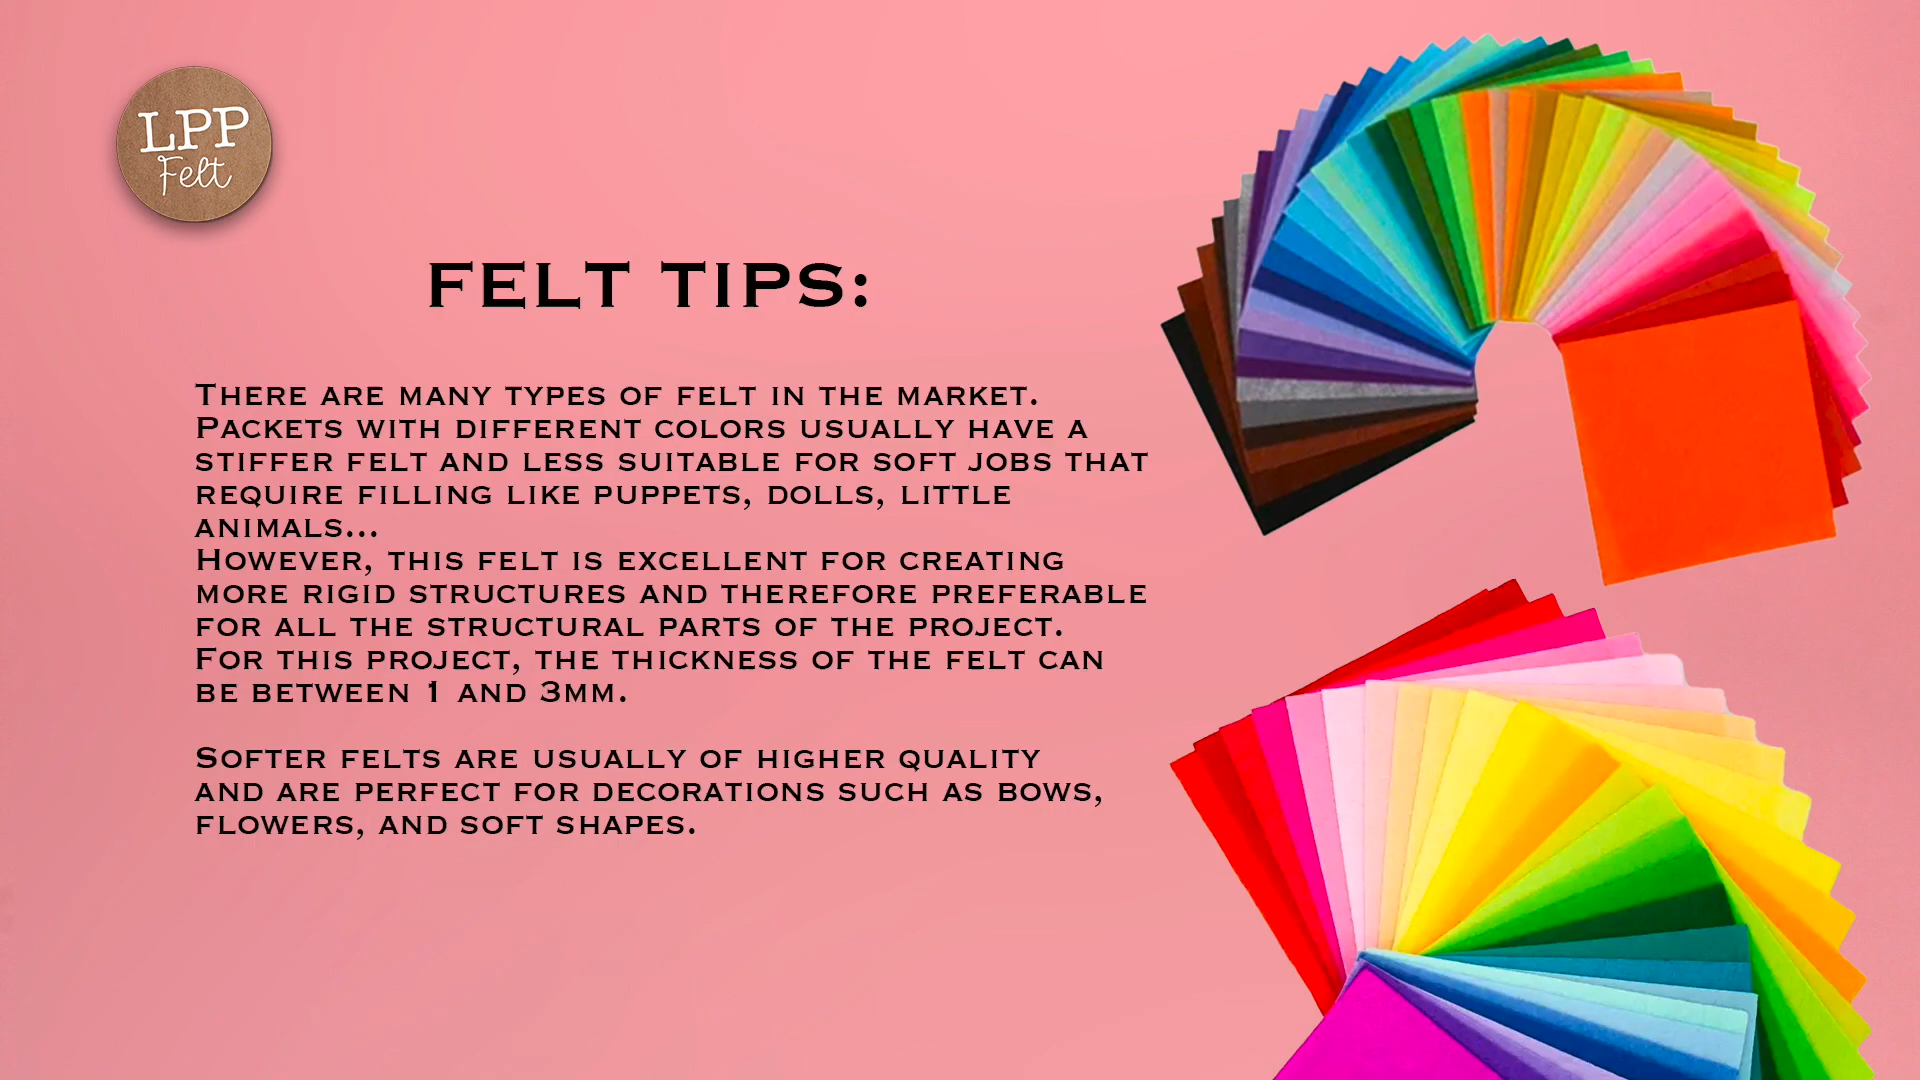 LPP
Felt
FELT TIPS:
There are many types of felt in the market.
Packets with different colors usually have a
stiffer felt and less suitable for soft jobs that
require filling like puppets, dolls, little
animals...
However, this felt is excellent for creating
more rigid structures and therefore preferable
for all the structural parts of the project.
For this project, the thickness of the felt can
be between 1 and 3mm.
Softer felts are usually of higher quality
and are perfect for decorations such as bows,
flowers, and soft shapes.